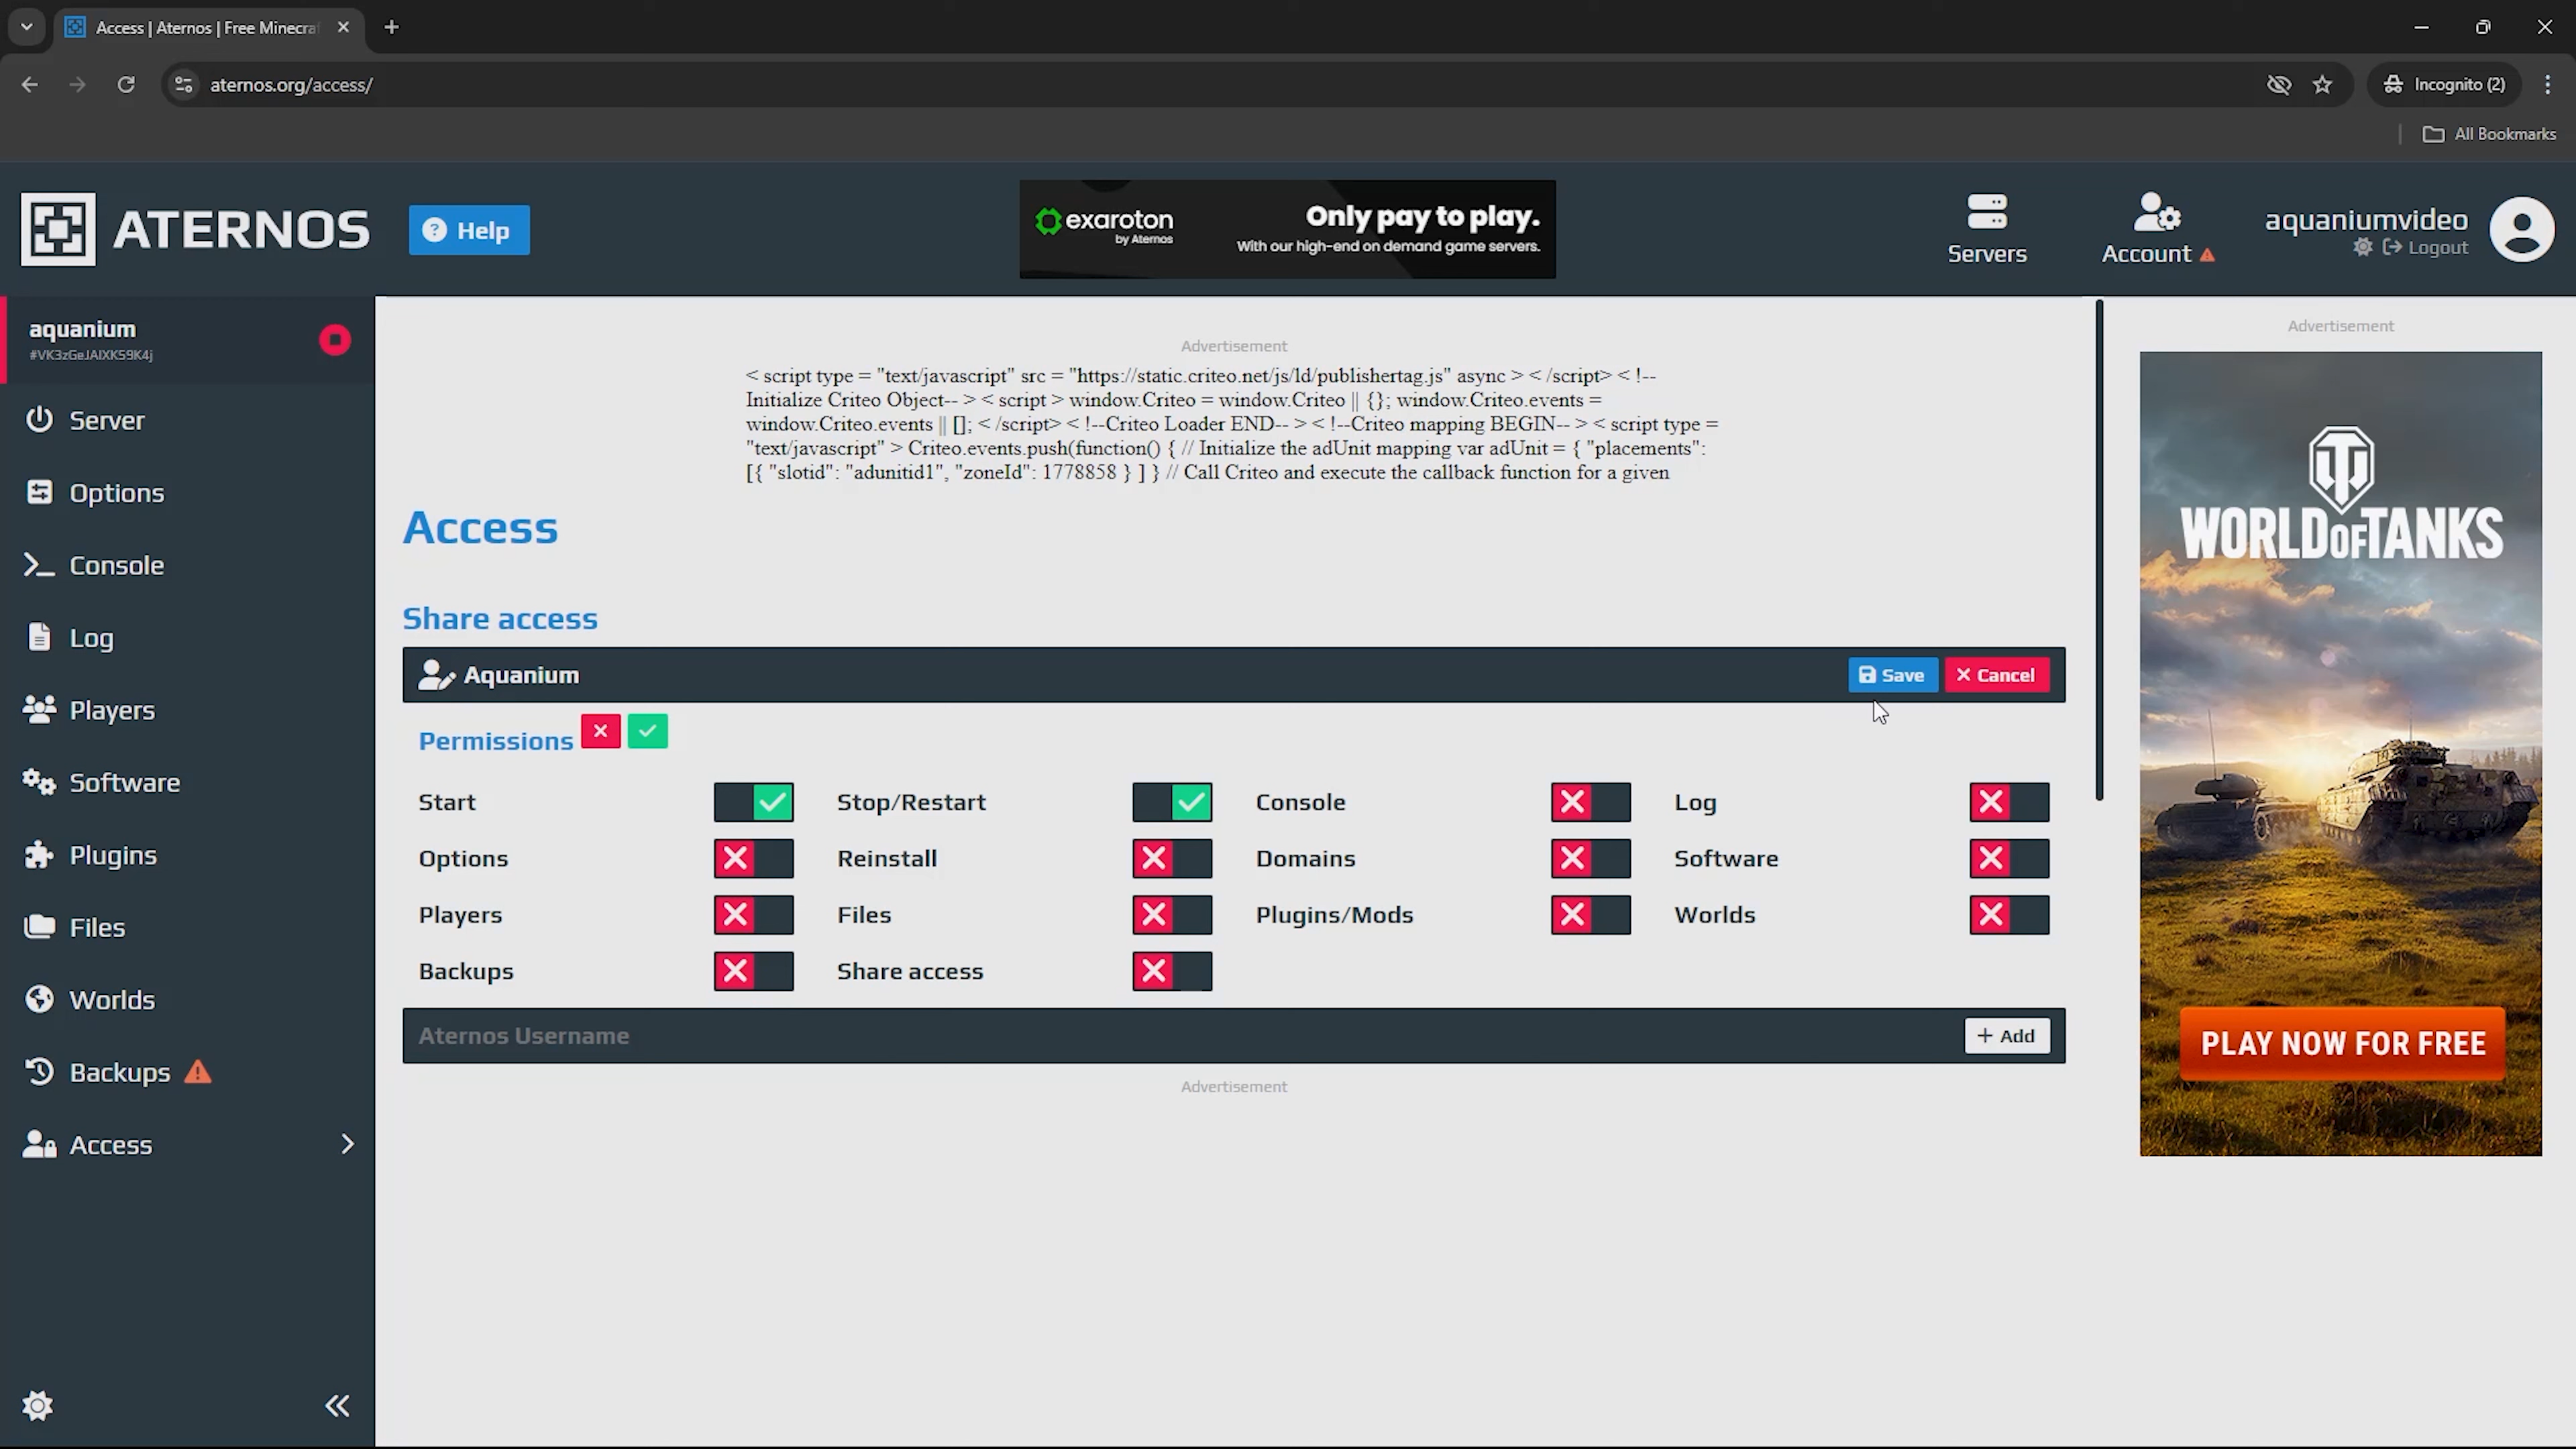 Access | Aternos | Free Minecraf
aternos.org/access/
Incognito (2)
All Bookmarks
ATERNOS
Help
exaroton
by Aternos
Only pay to play.
With our high-end on demand game servers.
Servers
Account
aquaniumvideo
Logout
aquanium
#VK3zGeJAIXK59K4j
Server
Options
Console
Log
Players
Software
Plugins
Files
Worlds
Backups
Access
Advertisement
< script type = "text/javascript" src = "https://static.criteo.net/js/ld/publishertag.js" async > < /script> < !--
Initialize Criteo Object-- > < script > window.Criteo = window.Criteo || {}; window.Criteo.events =
window.Criteo.events || []; < /script> < !--Criteo Loader END-- > < !--Criteo mapping BEGIN-- > < script type =
"text/javascript" > Criteo.events.push(function() { // Initialize the adUnit mapping var adUnit = { "placements":
[{ "slotid": "adunitid1", "zoneId": 1778858 } ] } // Call Criteo and execute the callback function for a given
Access
Share access
Aquanium
Save
Cancel
Permissions
Start
Stop/Restart
Console
Log
Options
Reinstall
Domains
Software
Players
Files
Plugins/Mods
Worlds
Backups
Share access
Aternos Username
+ Add
Advertisement
Advertisement
WORLD OF TANKS
PLAY NOW FOR FREE